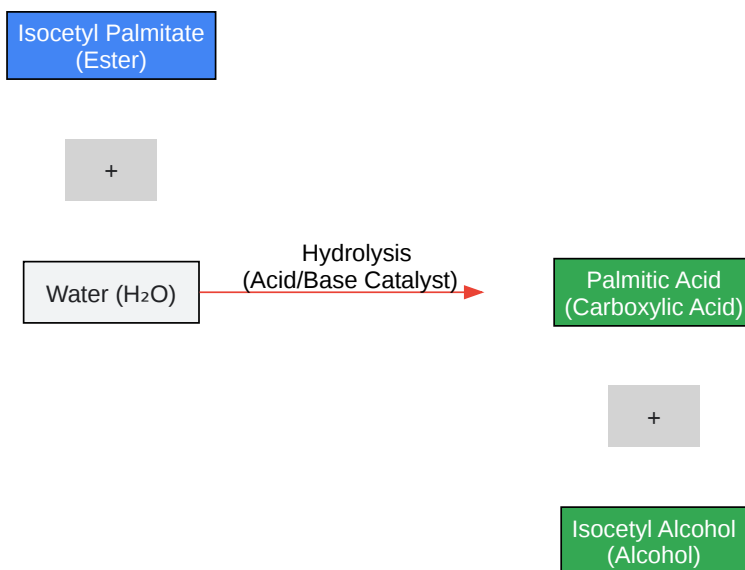 Isocetyl Palmitate
(Ester)
+
Water (H₂O)
Hydrolysis
(Acid/Base Catalyst)
Palmitic Acid
(Carboxylic Acid)
+
Isocetyl Alcohol
(Alcohol)